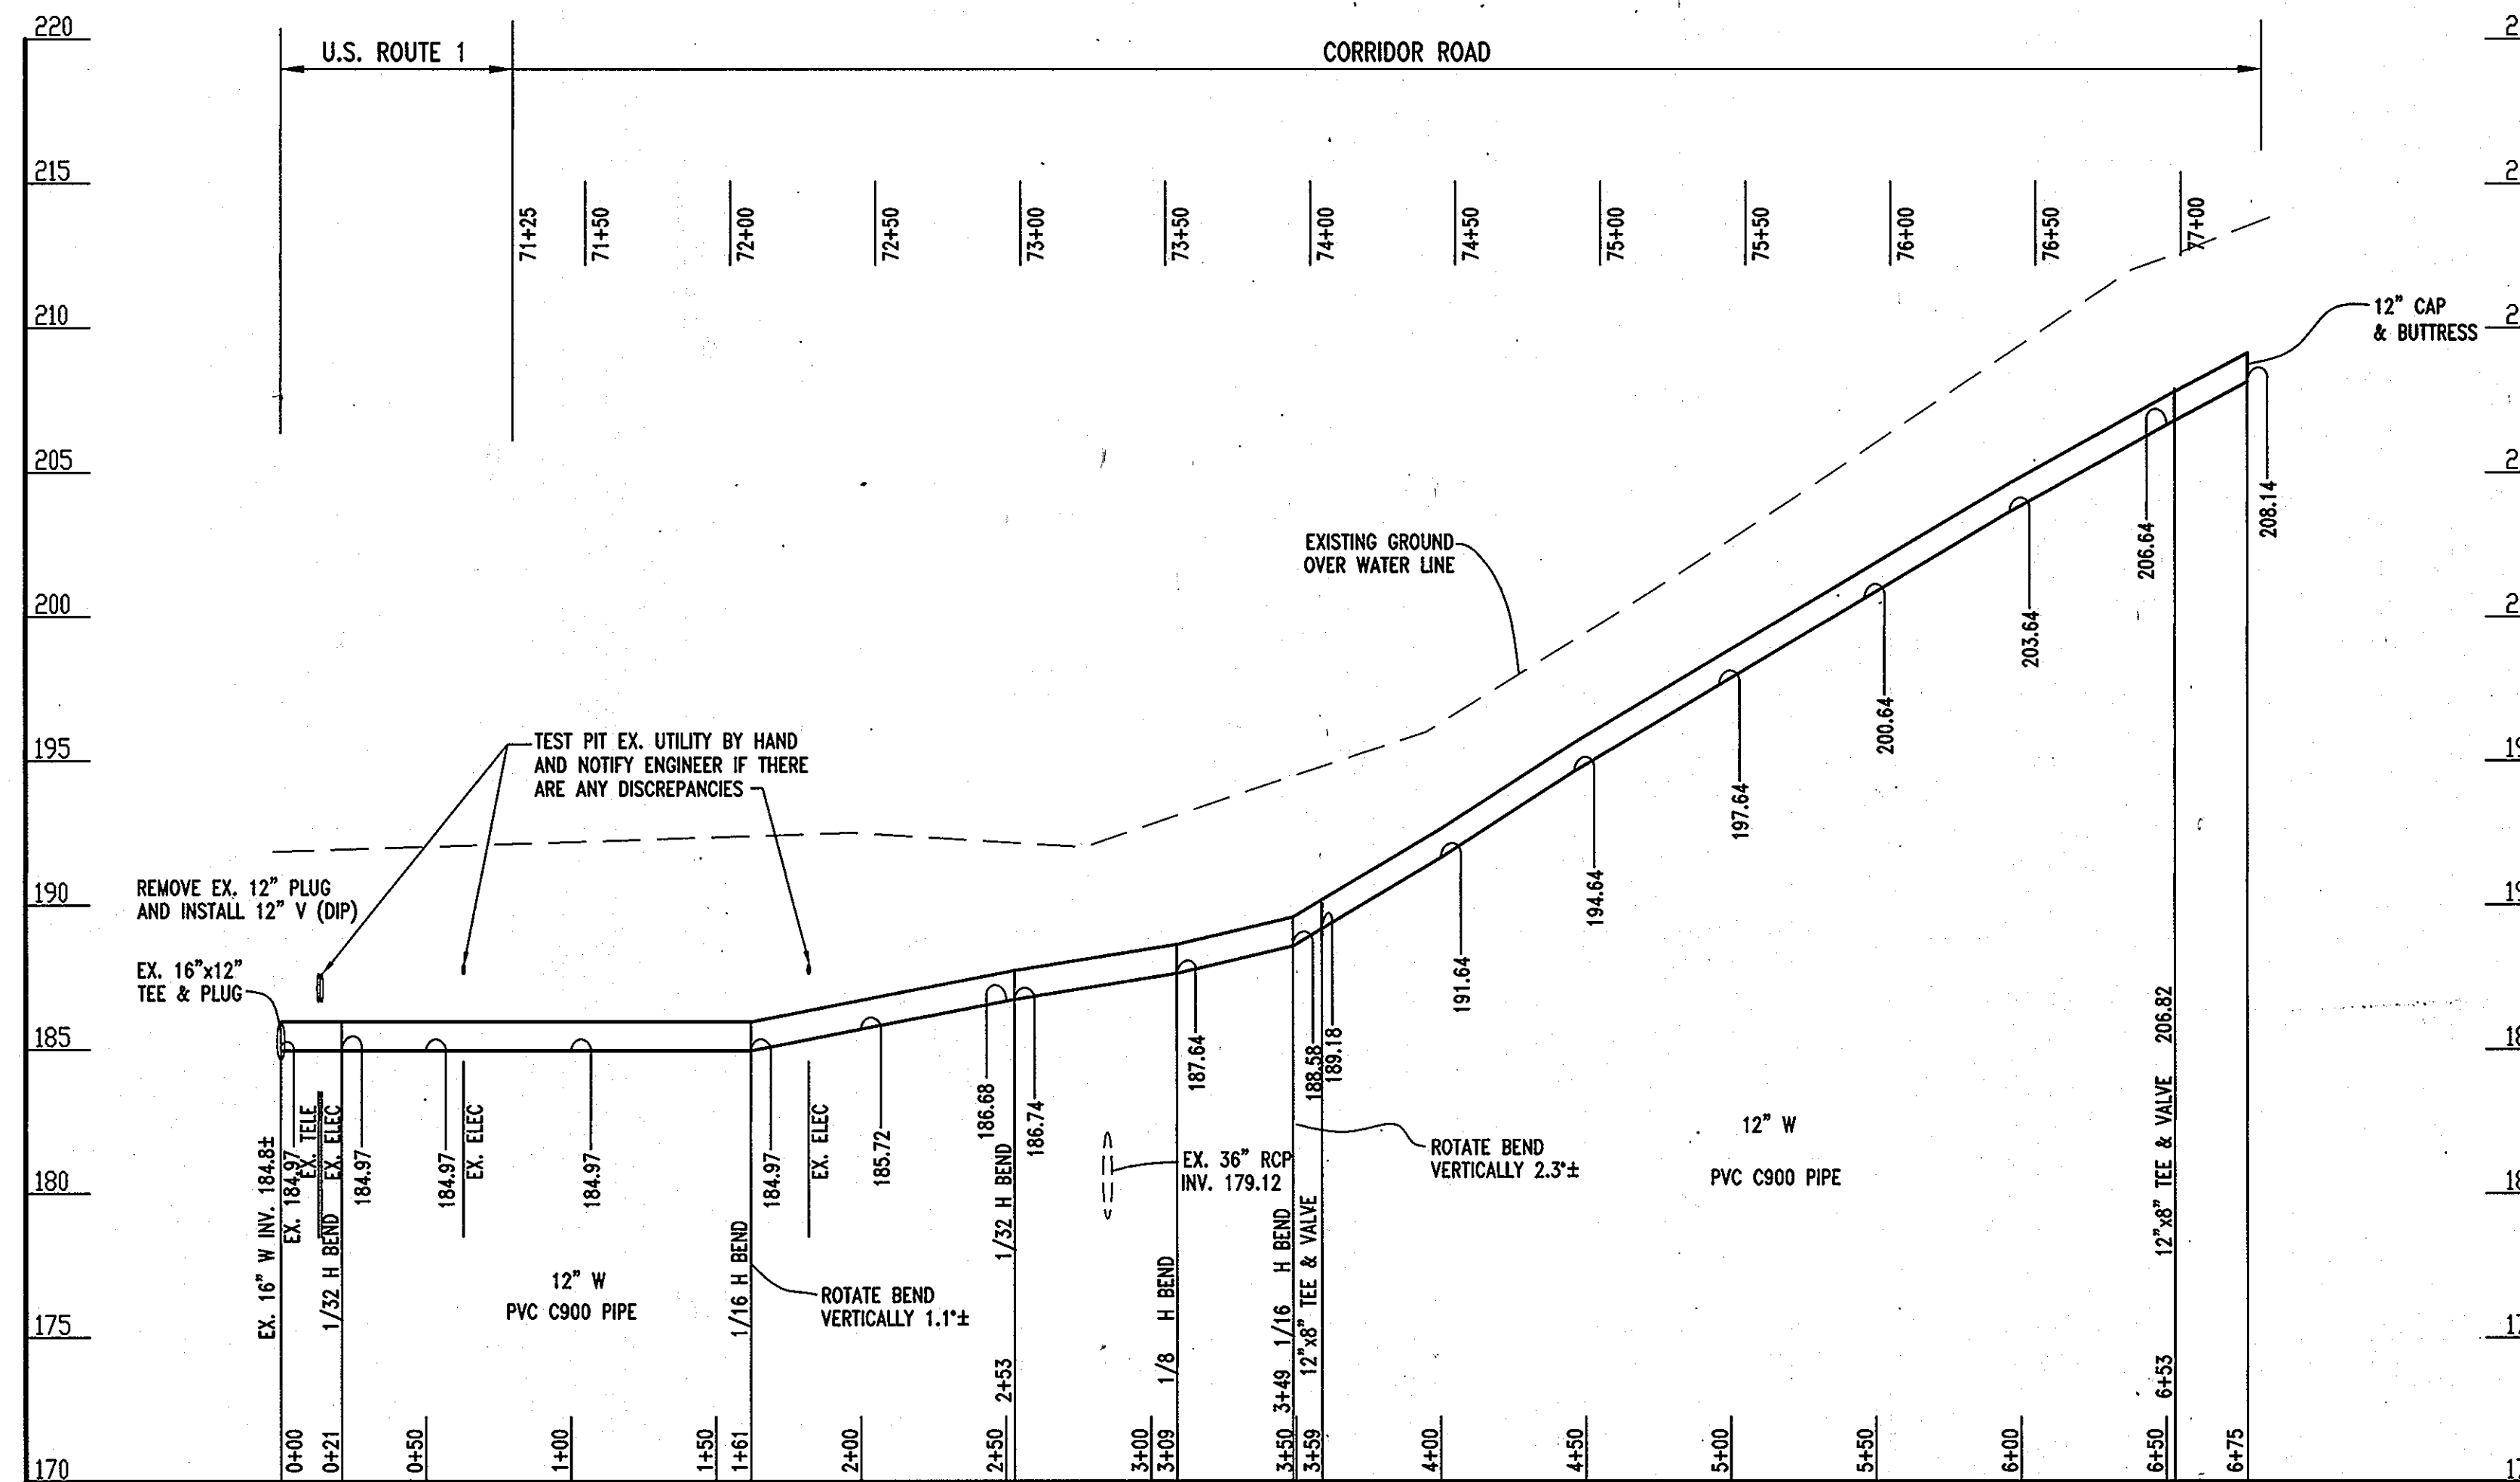 220
U.S. ROUTE 1
CORRIDOR ROAD
215
71+25
71+50
72+00
72+50
73+00
73+50
74+00
74+50
75+00
75+50
76+00
76+50
77+00
210
12" CAP
& BUTTRESS
205
206.64
208.14
EXISTING GROUND
OVER WATER LINE
200
203.64
200.64
197.64
195
TEST PIT EX. UTILITY BY HAND
AND NOTIFY ENGINEER IF THERE
ARE ANY DISCREPANCIES
194.64
191.64
190
REMOVE EX. 12" PLUG
AND INSTALL 12" V (DIP)
EX. 16"x12"
TEE & PLUG
185
EX. 16" W INV. 184.8±
EX. 184.97
EX. TELE
EX. ELEC
1/32 H BEND
184.97
184.97
EX. ELEC
184.97
184.97
EX. ELEC
185.72
186.68
186.74
187.64
188.58
189.18
206.82
180
1/32 H BEND
EX. 36" RCP
INV. 179.12
ROTATE BEND
VERTICALLY 2.3°±
12" W
PVC C900 PIPE
12"x8" TEE & VALVE
12" W
PVC C900 PIPE
1/16 H BEND
ROTATE BEND
VERTICALLY 1.1°±
1/8 H BEND
3+49 1/16 H BEND
12"x8" TEE & VALVE
175
2+53
6+53
170
0+00
0+21
0+50
1+00
1+50
1+61
2+00
2+50
3+00
3+09
3+50
3+59
4+00
4+50
5+00
5+50
6+00
6+50
6+75